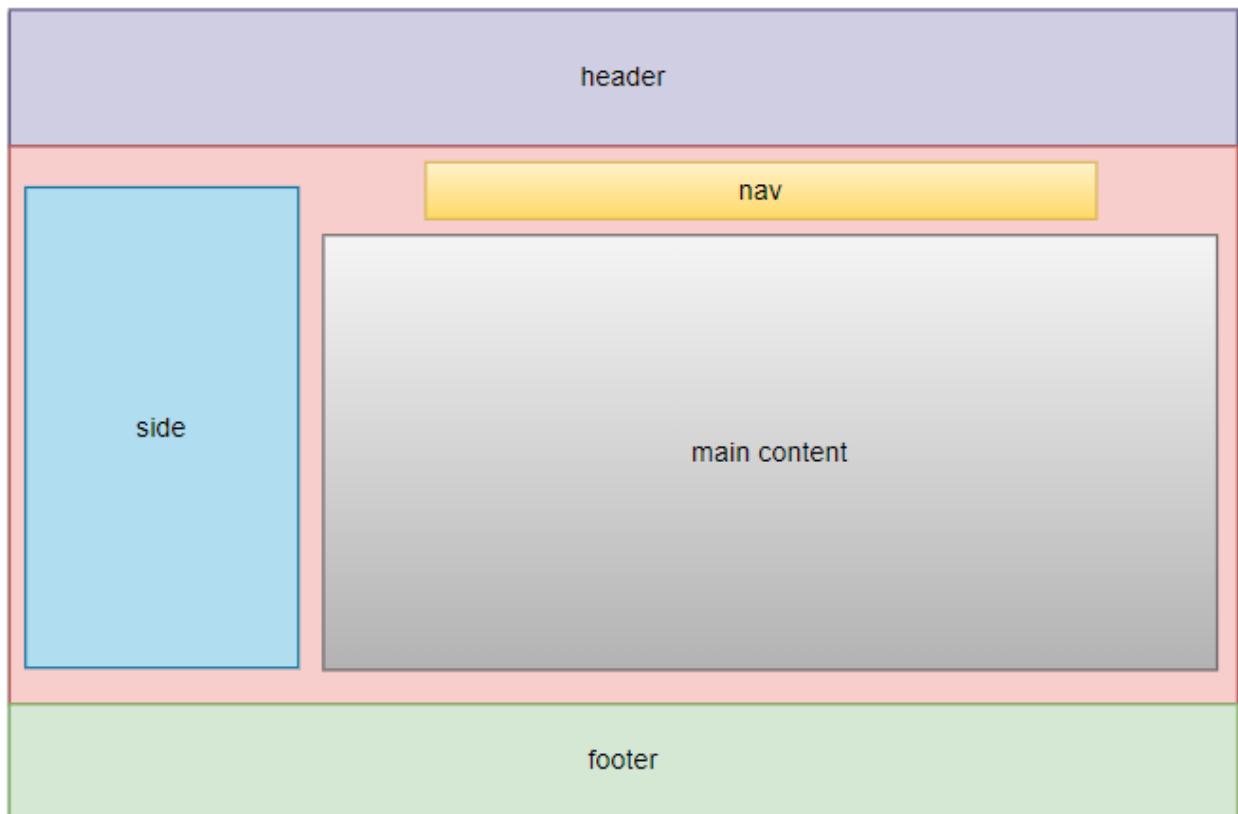 header
nav
side
main content
footer